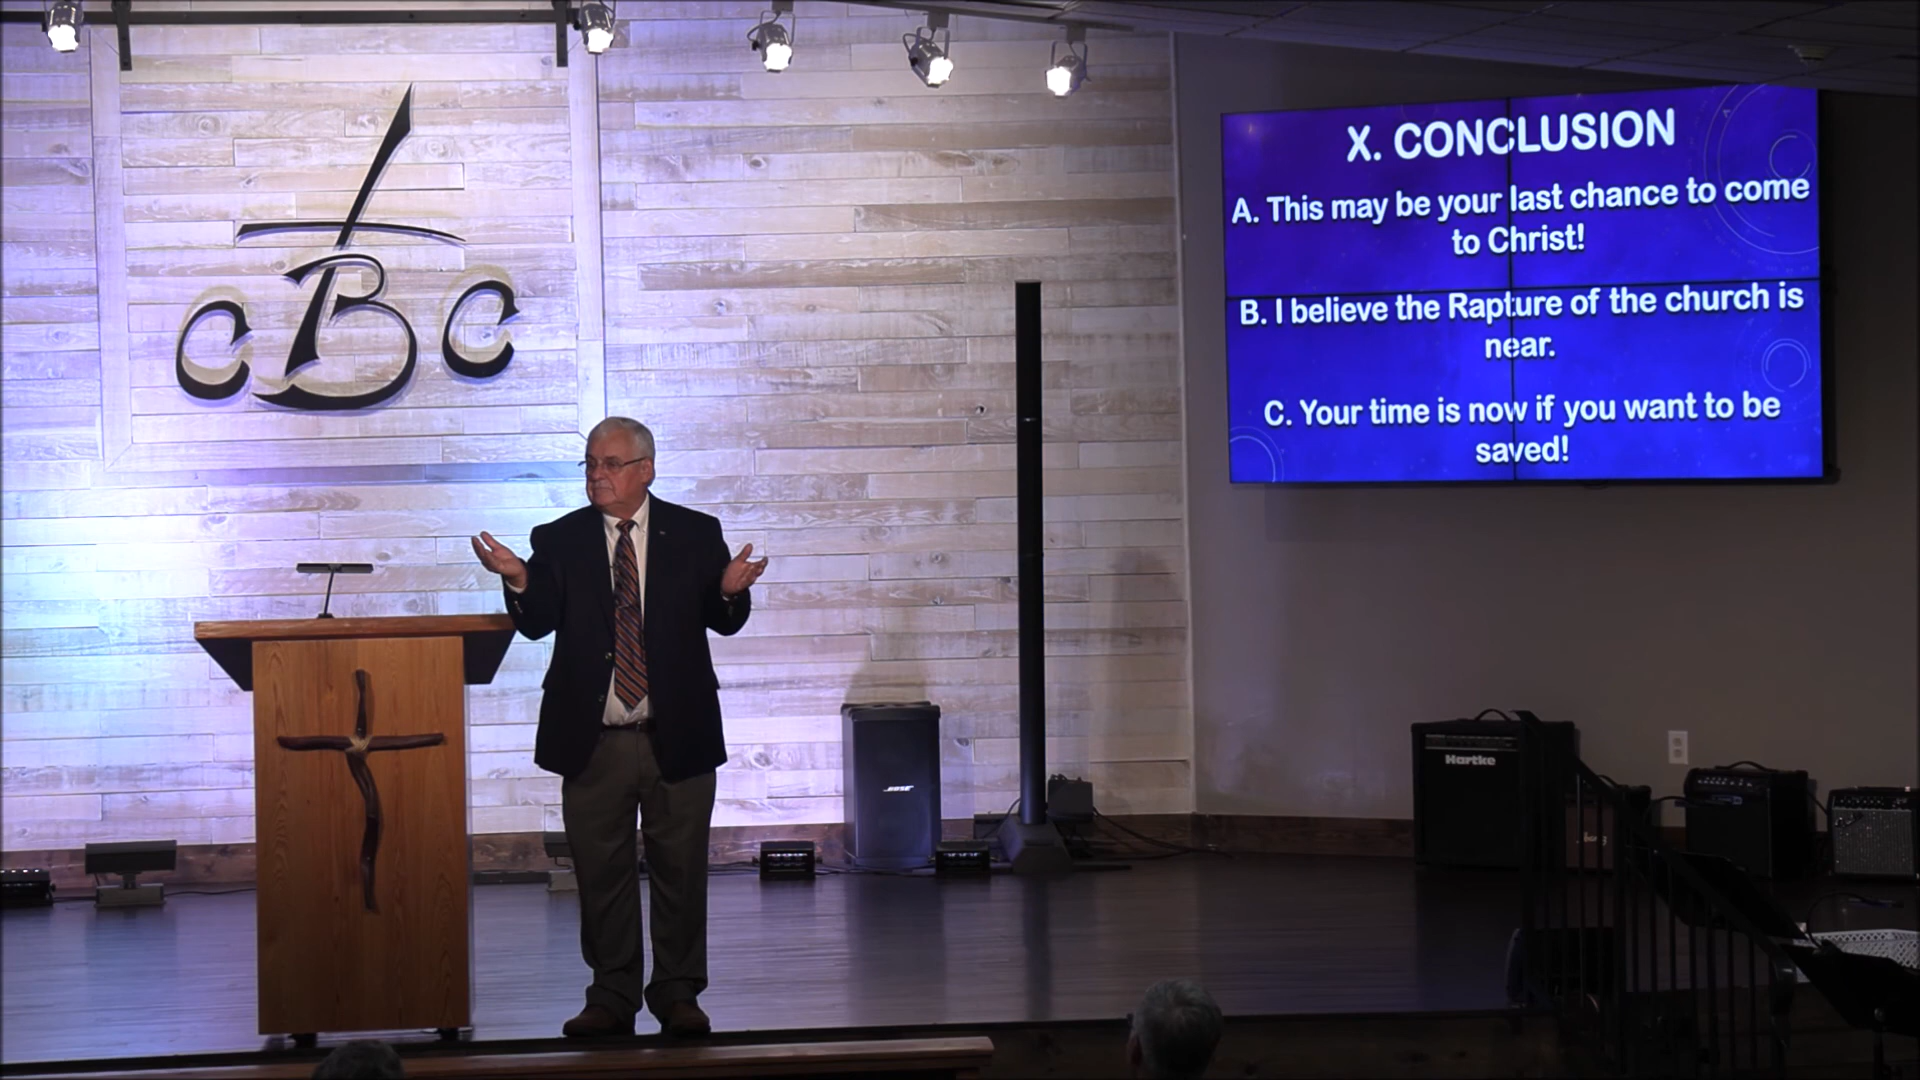 cBc
X. CONCLUSION
A. This may be your last chance to come
to Christ!
B. I believe the Rapture of the church is
near.
C. Your time is now if you want to be
saved!
BOSE
Hartke